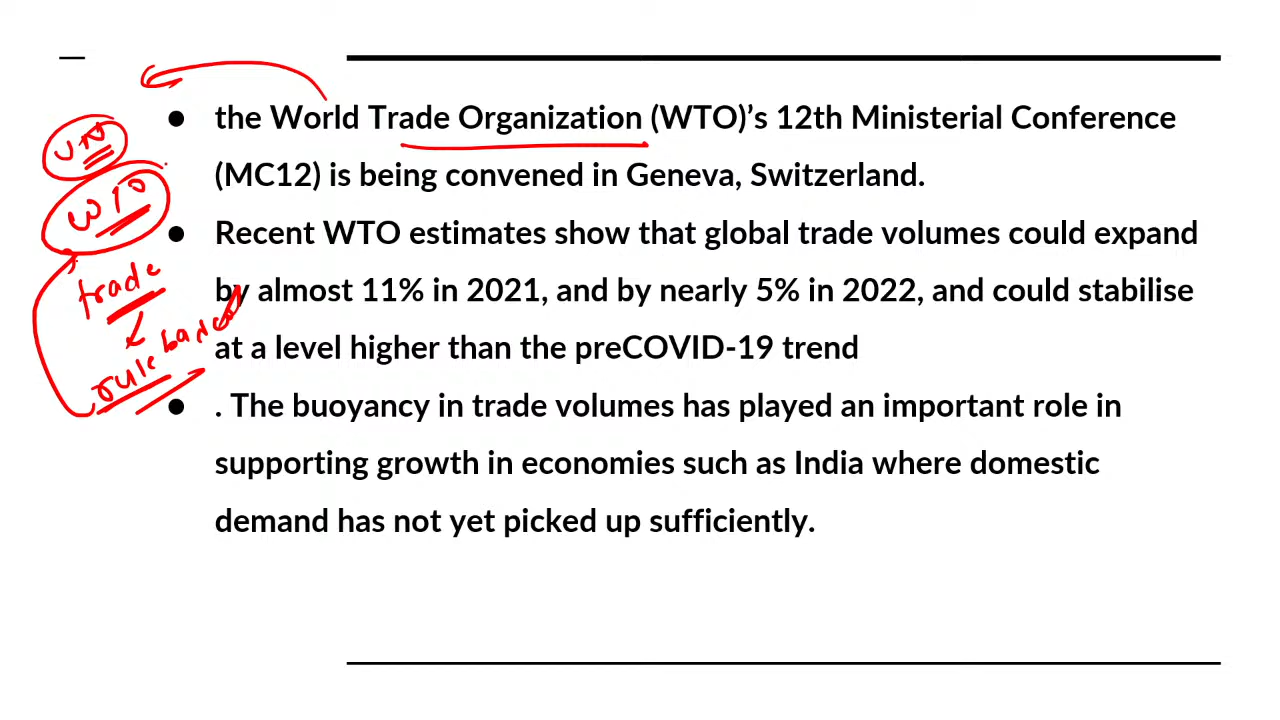 ● the World Trade Organization (WTO)’s 12th Ministerial Conference
(MC12) is being convened in Geneva, Switzerland.
● Recent WTO estimates show that global trade volumes could expand
by almost 11% in 2021, and by nearly 5% in 2022, and could stabilise
at a level higher than the preCOVID-19 trend
● . The buoyancy in trade volumes has played an important role in
supporting growth in economies such as India where domestic
demand has not yet picked up sufficiently.
UN
WTO
trade
rule based